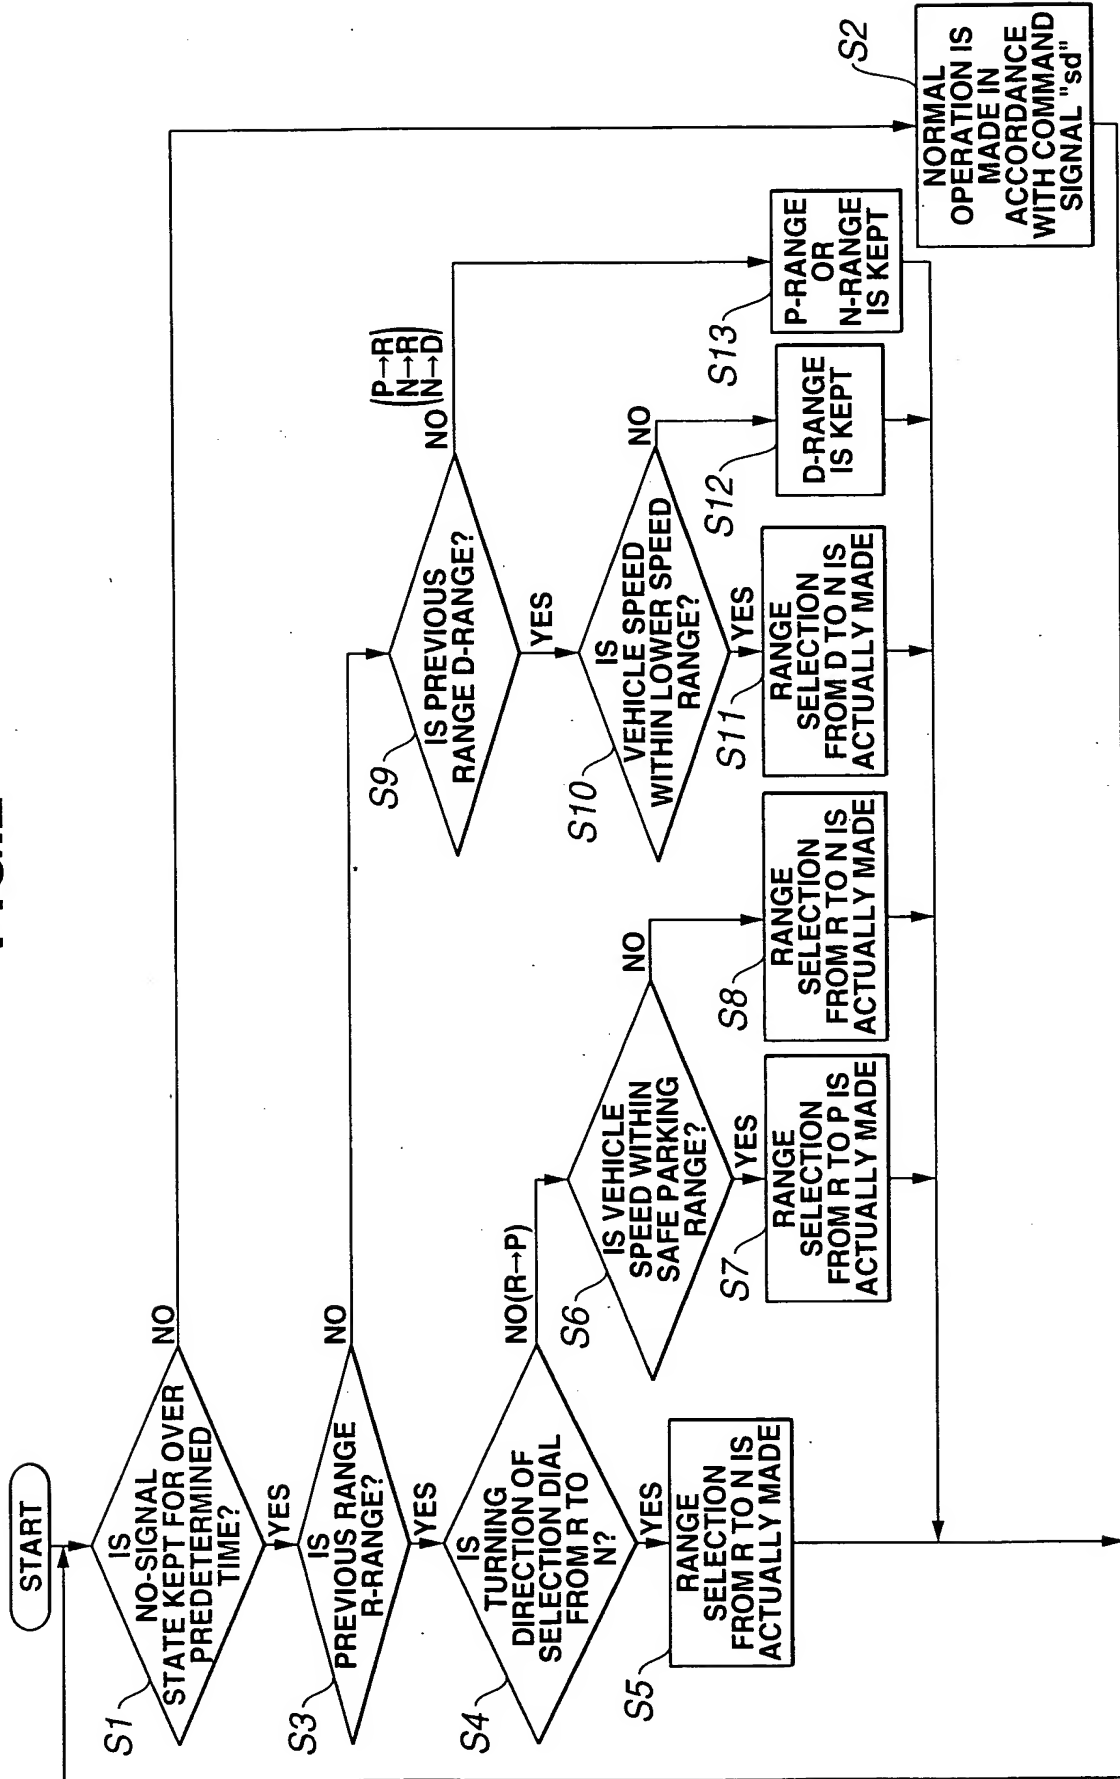 START
IS
NO-SIGNAL
STATE KEPT FOR OVER
PREDETERMINED
TIME?
S1
NO
YES
NORMAL
OPERATION IS
MADE IN
ACCORDANCE
WITH COMMAND
SIGNAL "sd"
S2
IS
PREVIOUS RANGE
R-RANGE?
S3
NO
YES
IS
TURNING
DIRECTION OF
SELECTION DIAL
FROM R TO
N?
S4
NO(R→P)
YES
RANGE
SELECTION
FROM R TO N IS
ACTUALLY MADE
S5
IS VEHICLE
SPEED WITHIN
SAFE PARKING
RANGE?
S6
NO
YES
RANGE
SELECTION
FROM R TO P IS
ACTUALLY MADE
S7
RANGE
SELECTION
FROM R TO N IS
ACTUALLY MADE
S8
IS PREVIOUS
RANGE D-RANGE?
S9
NO
(P→R
N→R
N→D)
YES
IS
VEHICLE SPEED
WITHIN LOWER SPEED
RANGE?
S10
NO
YES
RANGE
SELECTION
FROM D TO N IS
ACTUALLY MADE
S11
D-RANGE
IS KEPT
S12
P-RANGE
OR
N-RANGE
IS KEPT
S13